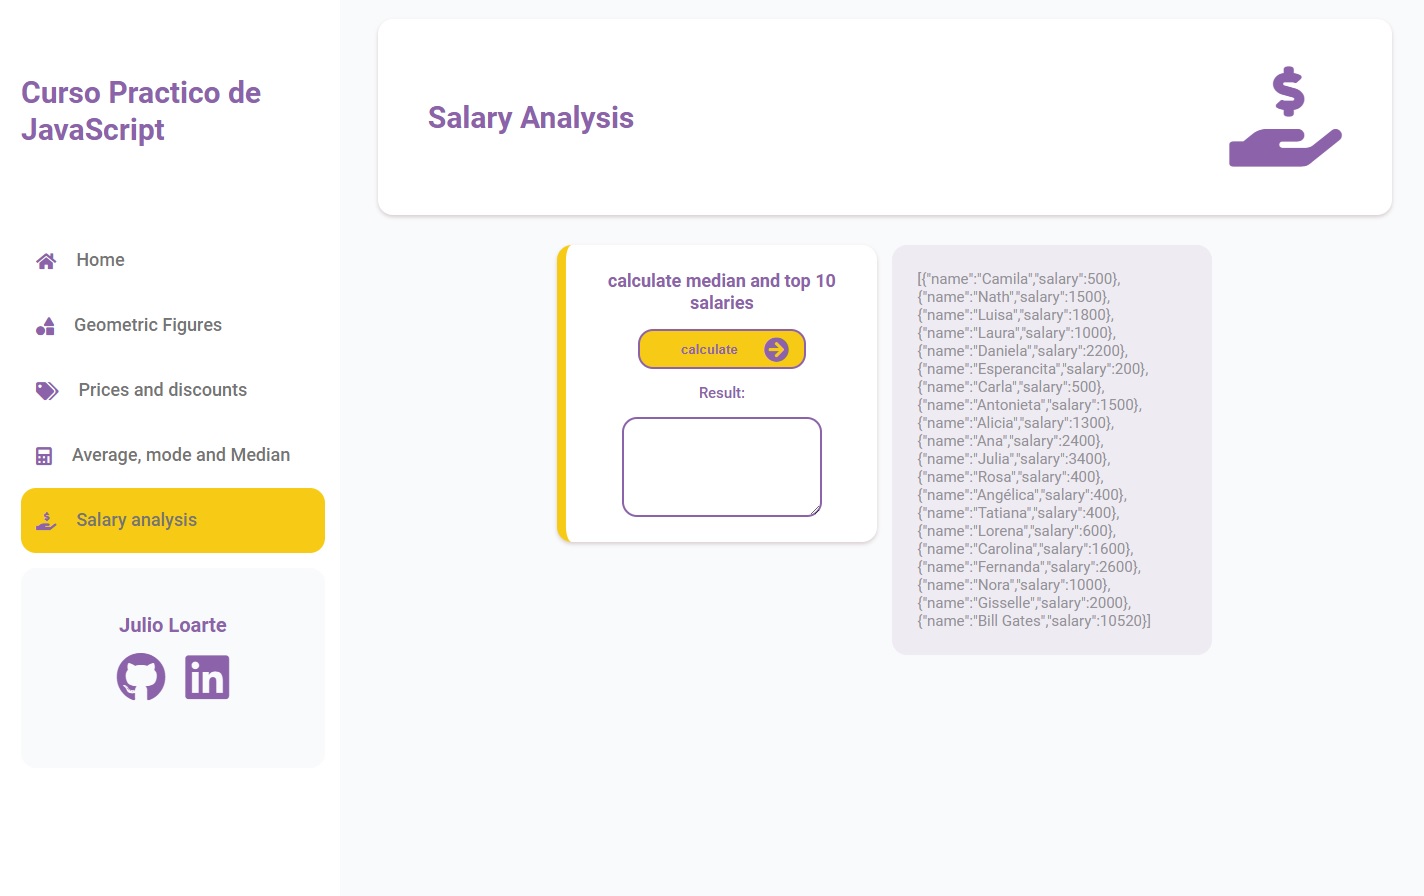 Curso Practico de
JavaScript
Home
Geometric Figures
Prices and discounts
Average, mode and Median
Salary analysis
Julio Loarte
Salary Analysis
calculate median and top 10
salaries
calculate
Result:
[{"name":"Camila","salary":500},
{"name":"Nath","salary":1500},
{"name":"Luisa","salary":1800},
{"name":"Laura","salary":1000},
{"name":"Daniela","salary":2200},
{"name":"Esperancita","salary":200},
{"name":"Carla","salary":500},
{"name":"Antonieta","salary":1500},
{"name":"Alicia","salary":1300},
{"name":"Ana","salary":2400},
{"name":"Julia","salary":3400},
{"name":"Rosa","salary":400},
{"name":"Angélica","salary":400},
{"name":"Tatiana","salary":400},
{"name":"Lorena","salary":600},
{"name":"Carolina","salary":1600},
{"name":"Fernanda","salary":2600},
{"name":"Nora","salary":1000},
{"name":"Gisselle","salary":2000},
{"name":"Bill Gates","salary":10520}]